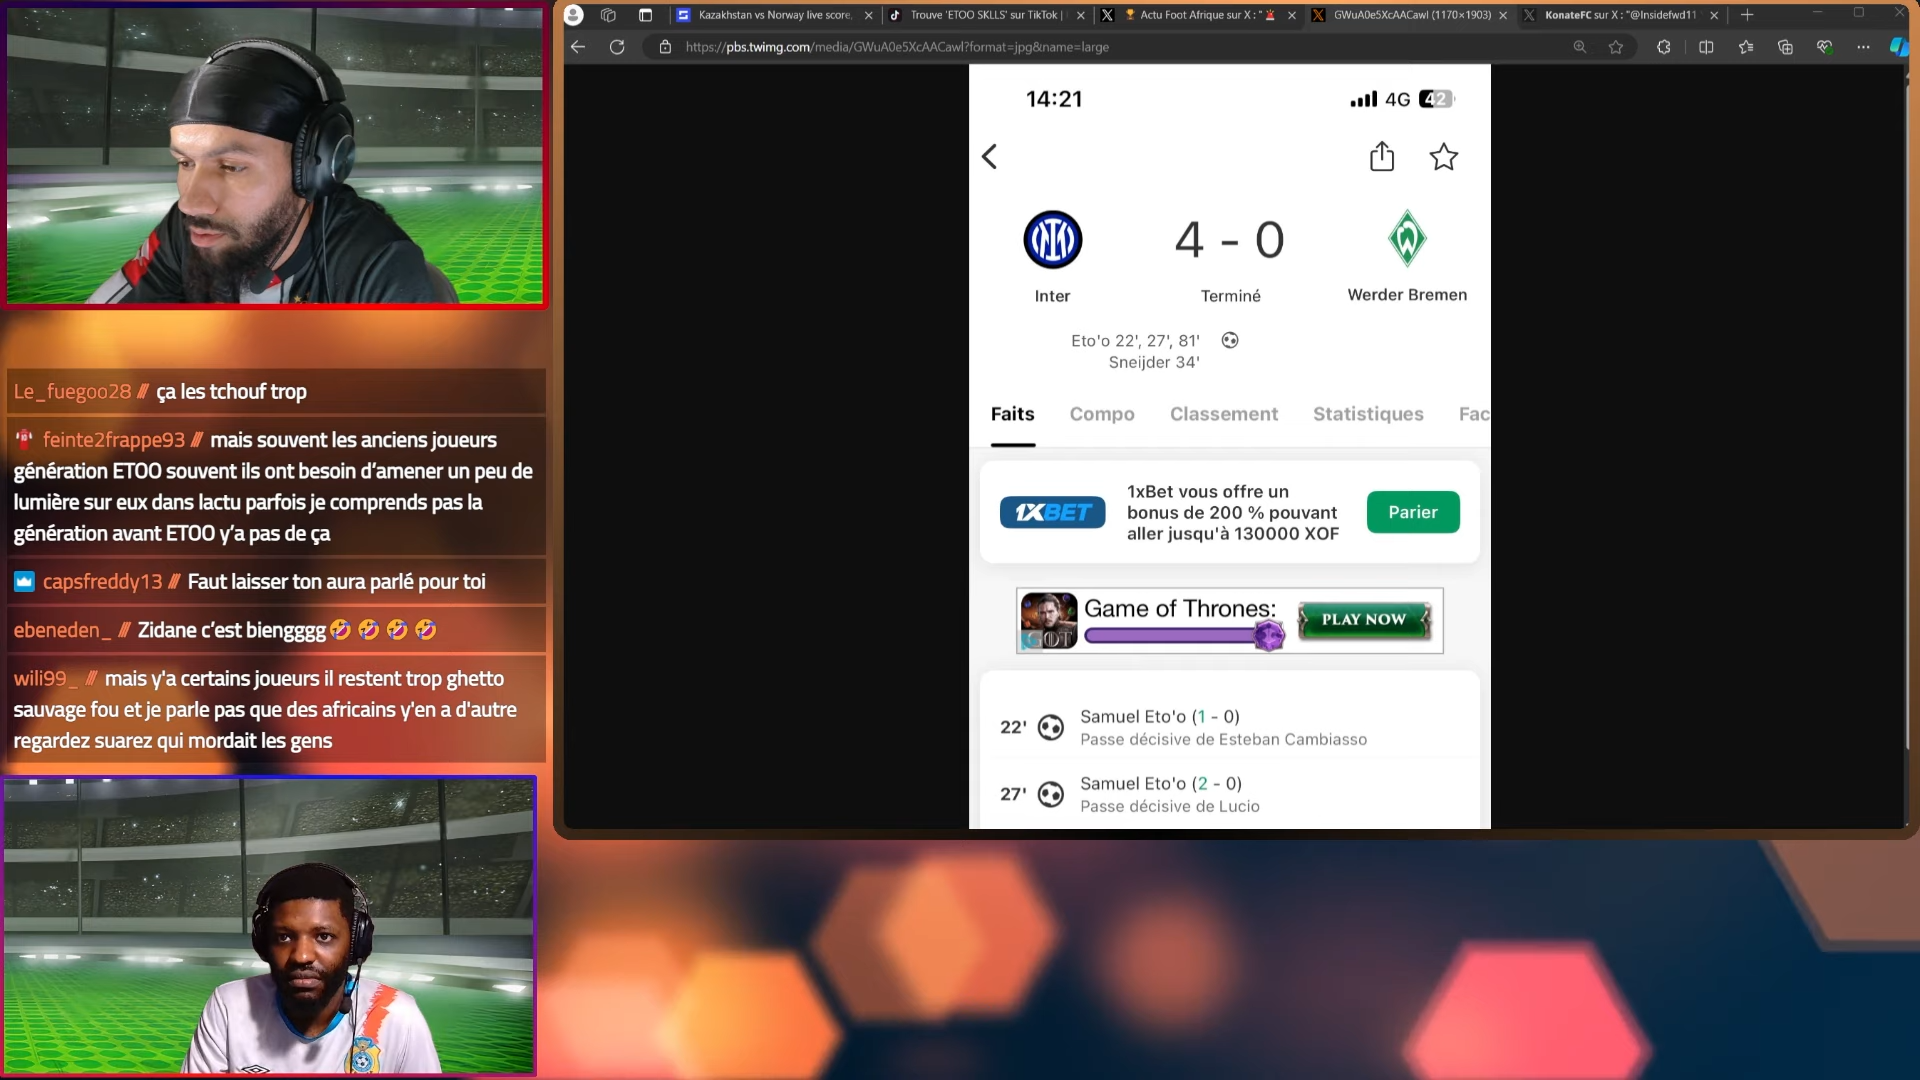 Kazakhstan vs Norway live score,
Trouve 'ETOO SKLLS' sur TikTok |
Actu Foot Afrique sur X : "
GWuA0e5XcAACawl (1170×1903)
KonateFC sur X : "@Insidefwd11
https://pbs.twimg.com/media/GWuA0e5XcAACawl?format=jpg&name=large
14:21
4G 42
4 - 0
Inter
Terminé
Werder Bremen
Eto'o 22', 27', 81'
Sneijder 34'
Faits Compo Classement Statistiques Fac
1XBET
1xBet vous offre un
bonus de 200 % pouvant
aller jusqu'à 130000 XOF
Parier
GOT
Game of Thrones:
PLAY NOW
22'
Samuel Eto'o (1 - 0)
Passe décisive de Esteban Cambiasso
27'
Samuel Eto'o (2 - 0)
Passe décisive de Lucio
Le_fuegoo28 /// ça les tchouf trop
feinte2frappe93 /// mais souvent les anciens joueurs
génération ETOO souvent ils ont besoin d'amener un peu de
lumière sur eux dans lactu parfois je comprends pas la
génération avant ETOO y'a pas de ça
capsfreddy13 /// Faut laisser ton aura parlé pour toi
ebeneden_ /// Zidane c'est biengggg 🤣 🤣 🤣 🤣
wili99_ /// mais y'a certains joueurs il restent trop ghetto
sauvage fou et je parle pas que des africains y'en a d'autre
regardez suarez qui mordait les gens